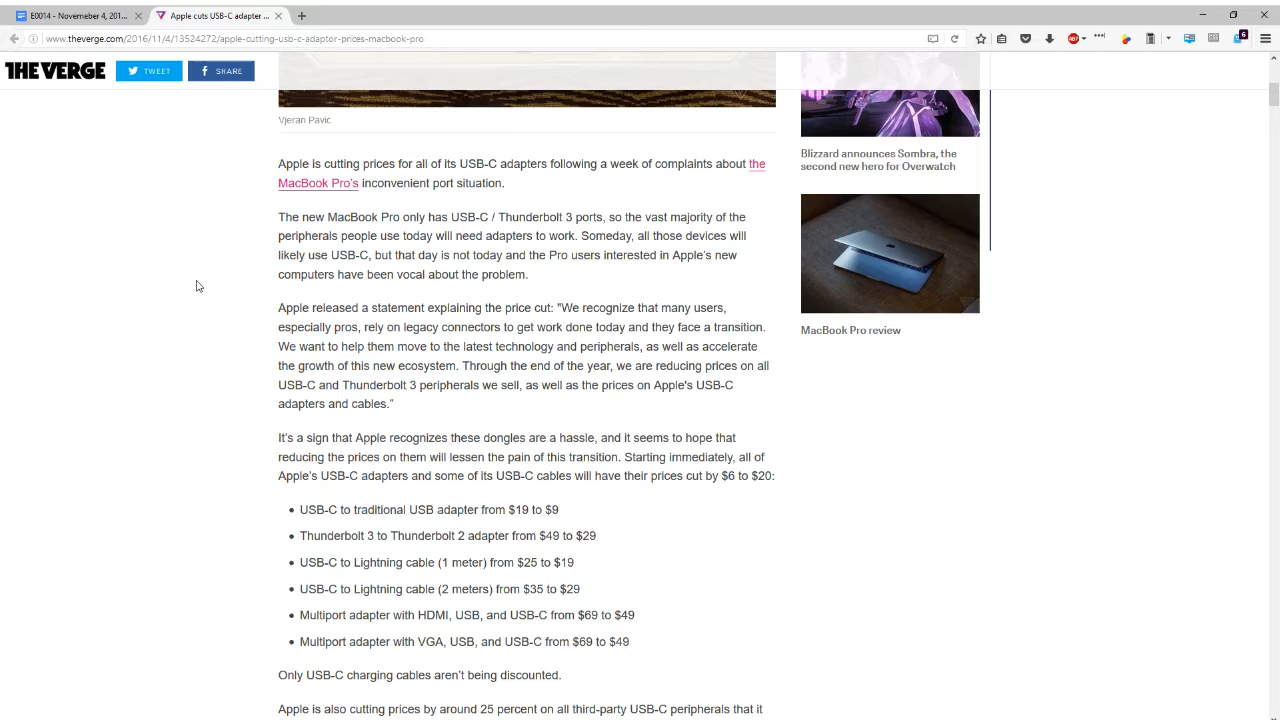 E0014 - Novemeber 4, 201...
Apple cuts USB-C adapter ...
www.theverge.com/2016/11/4/13524272/apple-cutting-usb-c-adaptor-prices-macbook-pro
6
THE VERGE
TWEET
SHARE
Vjeran Pavic
Apple is cutting prices for all of its USB-C adapters following a week of complaints about the
MacBook Pro's inconvenient port situation.
The new MacBook Pro only has USB-C / Thunderbolt 3 ports, so the vast majority of the
peripherals people use today will need adapters to work. Someday, all those devices will
likely use USB-C, but that day is not today and the Pro users interested in Apple's new
computers have been vocal about the problem.
Apple released a statement explaining the price cut: "We recognize that many users,
especially pros, rely on legacy connectors to get work done today and they face a transition.
We want to help them move to the latest technology and peripherals, as well as accelerate
the growth of this new ecosystem. Through the end of the year, we are reducing prices on all
USB-C and Thunderbolt 3 peripherals we sell, as well as the prices on Apple's USB-C
adapters and cables."
It's a sign that Apple recognizes these dongles are a hassle, and it seems to hope that
reducing the prices on them will lessen the pain of this transition. Starting immediately, all of
Apple's USB-C adapters and some of its USB-C cables will have their prices cut by $6 to $20:
• USB-C to traditional USB adapter from $19 to $9
• Thunderbolt 3 to Thunderbolt 2 adapter from $49 to $29
• USB-C to Lightning cable (1 meter) from $25 to $19
• USB-C to Lightning cable (2 meters) from $35 to $29
• Multiport adapter with HDMI, USB, and USB-C from $69 to $49
• Multiport adapter with VGA, USB, and USB-C from $69 to $49
Only USB-C charging cables aren't being discounted.
Apple is also cutting prices by around 25 percent on all third-party USB-C peripherals that it
Blizzard announces Sombra, the
second new hero for Overwatch
MacBook Pro review